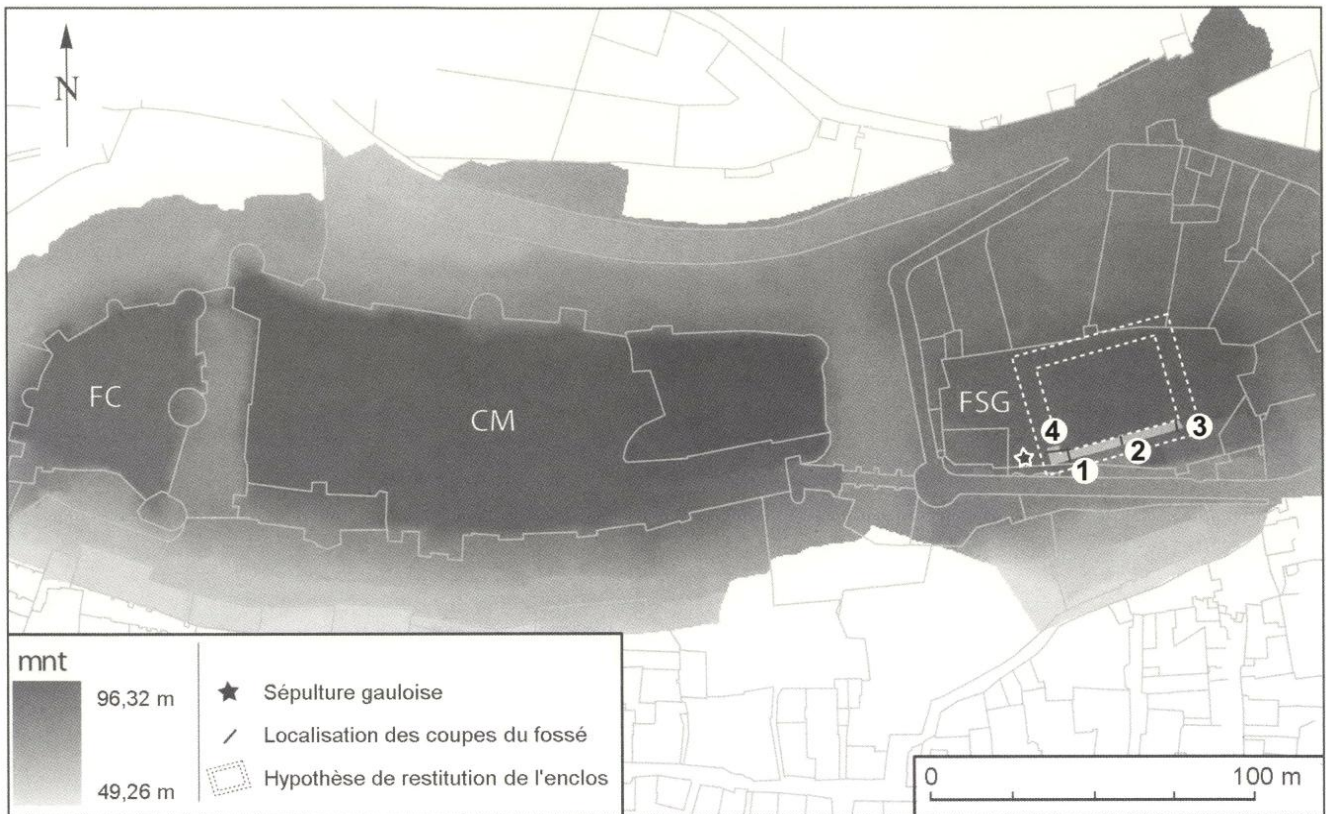 N
FC
CM
FSG
4
3
2
1
mnt
96,32 m
49,26 m
Sépulture gauloise
Localisation des coupes du fossé
Hypothèse de restitution de l'enclos
0 100 m